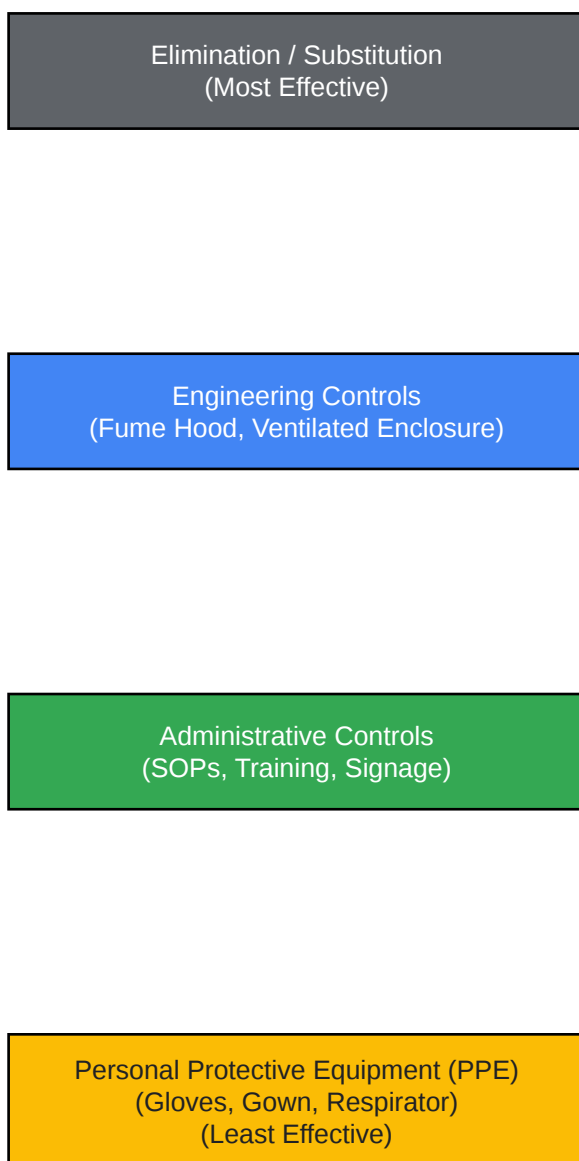 Elimination / Substitution
(Most Effective)
Engineering Controls
(Fume Hood, Ventilated Enclosure)
Administrative Controls
(SOPs, Training, Signage)
Personal Protective Equipment (PPE)
(Gloves, Gown, Respirator)
(Least Effective)